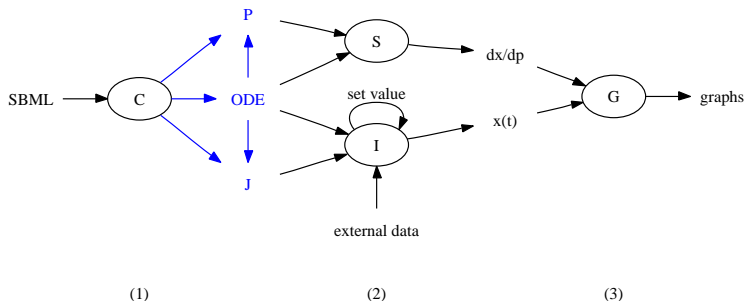 P
S
dx/dp
set value
SBML
C
ODE
G
graphs
I
x(t)
J
external data
(1)
(2)
(3)